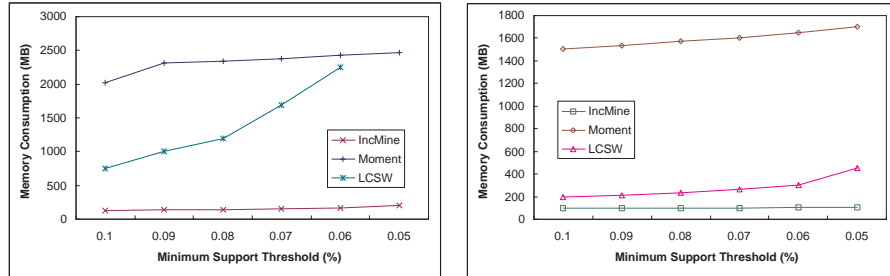 3000
2500
2000
1500
1000
500
0
Memory Consumption (MB)
IncMine
Moment
LCSW
0.1 0.09 0.08 0.07 0.06 0.05
Minimum Support Threshold (%)
1800
1600
1400
1200
1000
800
600
400
200
0
Memory Consumption (MB)
IncMine
Moment
LCSW
0.1 0.09 0.08 0.07 0.06 0.05
Minimum Support Threshold (%)